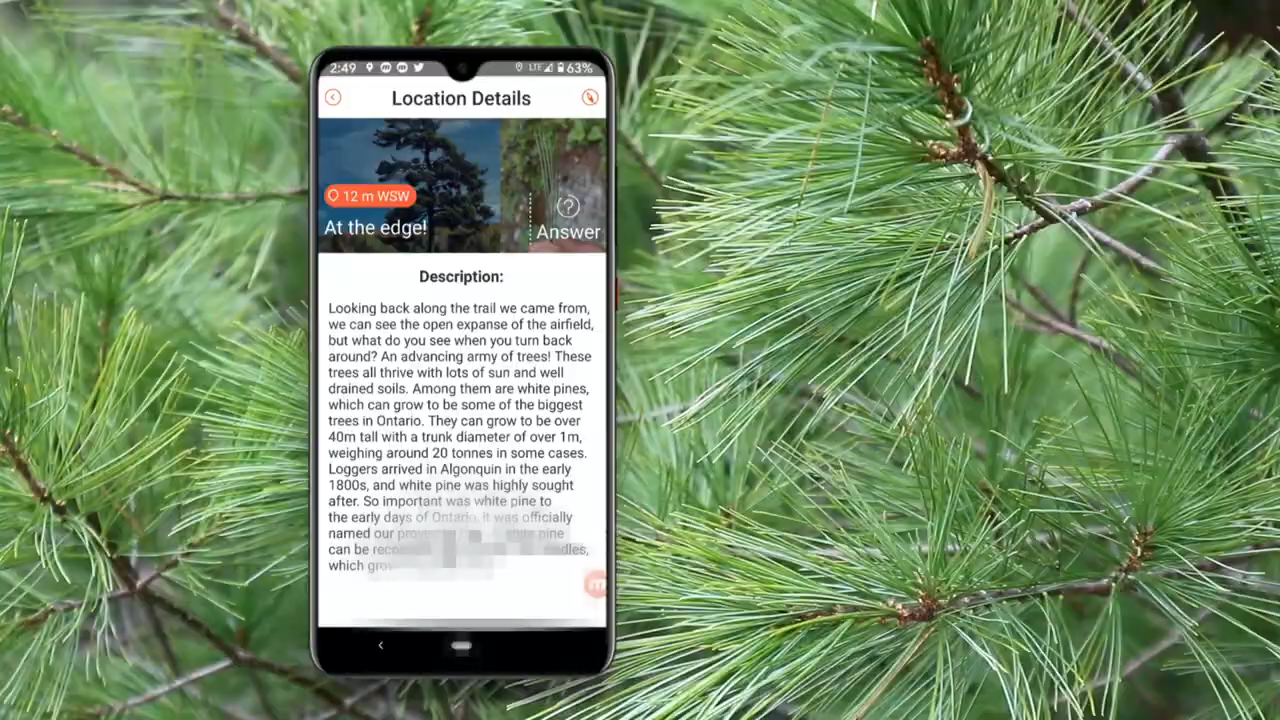 2:49 LTE 63%
Location Details
12 m WSW
At the edge!
Answer
Description:
Looking back along the trail we came from,
we can see the open expanse of the airfield,
but what do you see when you turn back
around? An advancing army of trees! These
trees all thrive with lots of sun and well
drained soils. Among them are white pines,
which can grow to be some of the biggest
trees in Ontario. They can grow to be over
40m tall with a trunk diameter of over 1m,
weighing around 20 tonnes in some cases.
Loggers arrived in Algonquin in the early
1800s, and white pine was highly sought
after. So important was white pine to
the early days of Ontario, it was officially
named our pine
can be
which